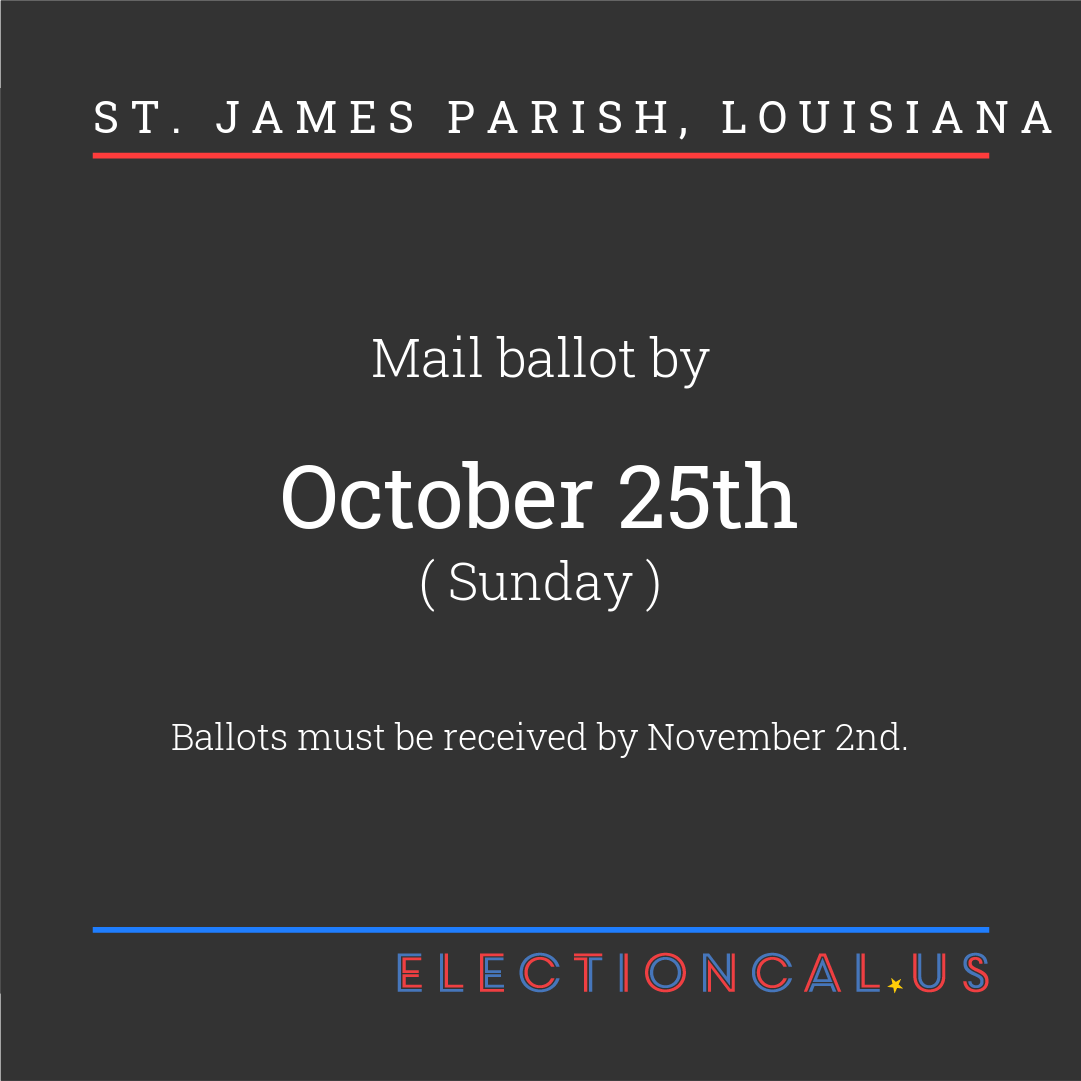 ST. JAMES PARISH, LOUISIANA
Mail ballot by
October 25th
( Sunday )
Ballots must be received by November 2nd.
ELECTIONCAL.US